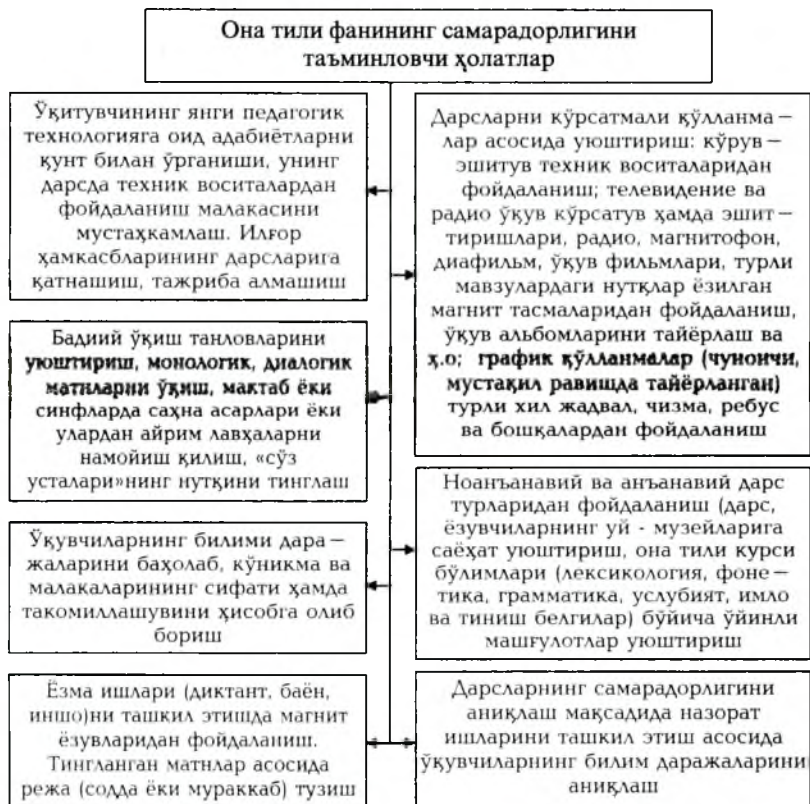 Она тили фанининг самарадорлигини
таъминловчи ҳолатлар
Ўқитувчининг янги педагогик
технологияга оид адабиётларни
қунт билан ўрганиши, унинг
дарсда техник воситалардан
фойдаланиш малакасини
мустаҳкамлаш. Илғор
ҳамкасбларининг дарсларига
қатнашиш, тажриба алмашиш
Бадиий ўқиш танловларини
уюштириш, монологик, диалогик
матнларни ўқиш, мактаб ёки
синфларда саҳна асарлари ёки
улардан айрим лавҳаларни
намойиш қилиш, «сўз
усталари»нинг нутқини тинглаш
Ўқувчиларнинг билими дара –
жаларини баҳолаб, кўникма ва
малакаларининг сифати ҳамда
такомиллашувини ҳисобга олиб
бориш
Ёзма ишлари (диктант, баён,
иншо)ни ташкил этишда магнит
ёзувларидан фойдаланиш.
Тингланган матнлар асосида
режа (содда ёки мураккаб) тузиш
Дарсларни кўрсатмали қўлланма –
лар асосида уюштириш: кўрув –
эшитув техник воситаларидан
фойдаланиш; телевидение ва
радио ўқув кўрсатув ҳамда эшит –
тиришлари, радио, магнитофон,
диафильм, ўқув фильмлари, турли
мавзулардаги нутқлар ёзилган
магнит тасмаларидан фойдаланиш,
ўқув альбомларини тайёрлаш ва
ҳ.о; график қўлланмалар (чунончи,
мустақил равишда тайёрланган)
турли хил жадвал, чизма, ребус
ва бошқалардан фойдаланиш
Ноанъанавий ва анъанавий дарс
турларидан фойдаланиш (дарс,
ёзувчиларнинг уй - музейларига
саёҳат уюштириш, она тили курси
бўлимлари (лексикология, фоне –
тика, грамматика, услубият, имло
ва тиниш белгилар) бўйича ўйинли
машғулотлар уюштириш
Дарсларнинг самарадорлигини
аниқлаш мақсадида назорат
ишларини ташкил этиш асосида
ўқувчиларнинг билим даражаларини
аниқлаш